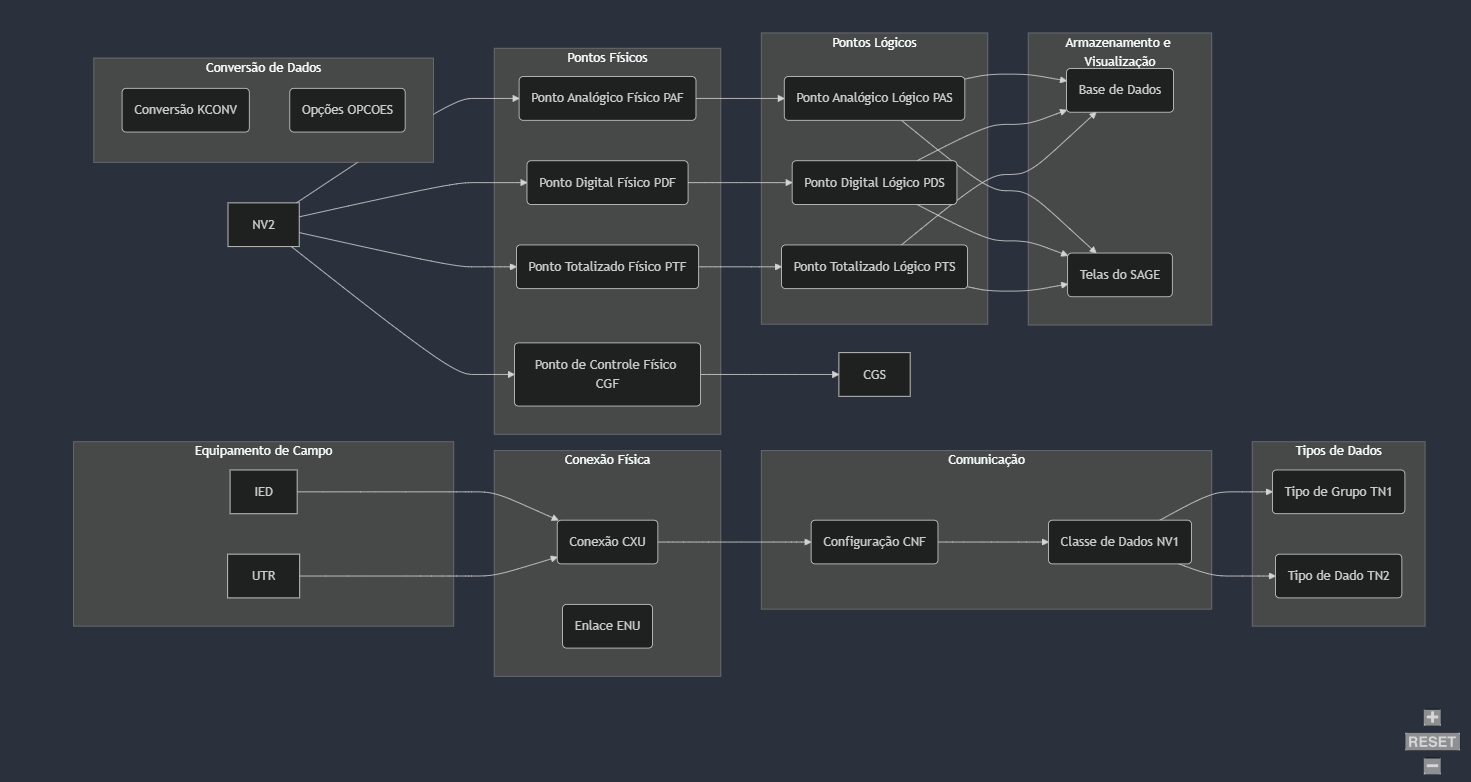 Conversão de Dados
Conversão KCONV
Opções OPCOES
NV2
Pontos Físicos
Ponto Analógico Físico PAF
Ponto Digital Físico PDF
Ponto Totalizado Físico PTF
Ponto de Controle Físico
CGF
Pontos Lógicos
Ponto Analógico Lógico PAS
Ponto Digital Lógico PDS
Ponto Totalizado Lógico PTS
CGS
Armazenamento e
Visualização
Base de Dados
Telas do SAGE
Equipamento de Campo
IED
UTR
Conexão Física
Conexão CXU
Enlace ENU
Comunicação
Configuração CNF
Classe de Dados NV1
Tipos de Dados
Tipo de Grupo TN1
Tipo de Dado TN2
+
RESET
−